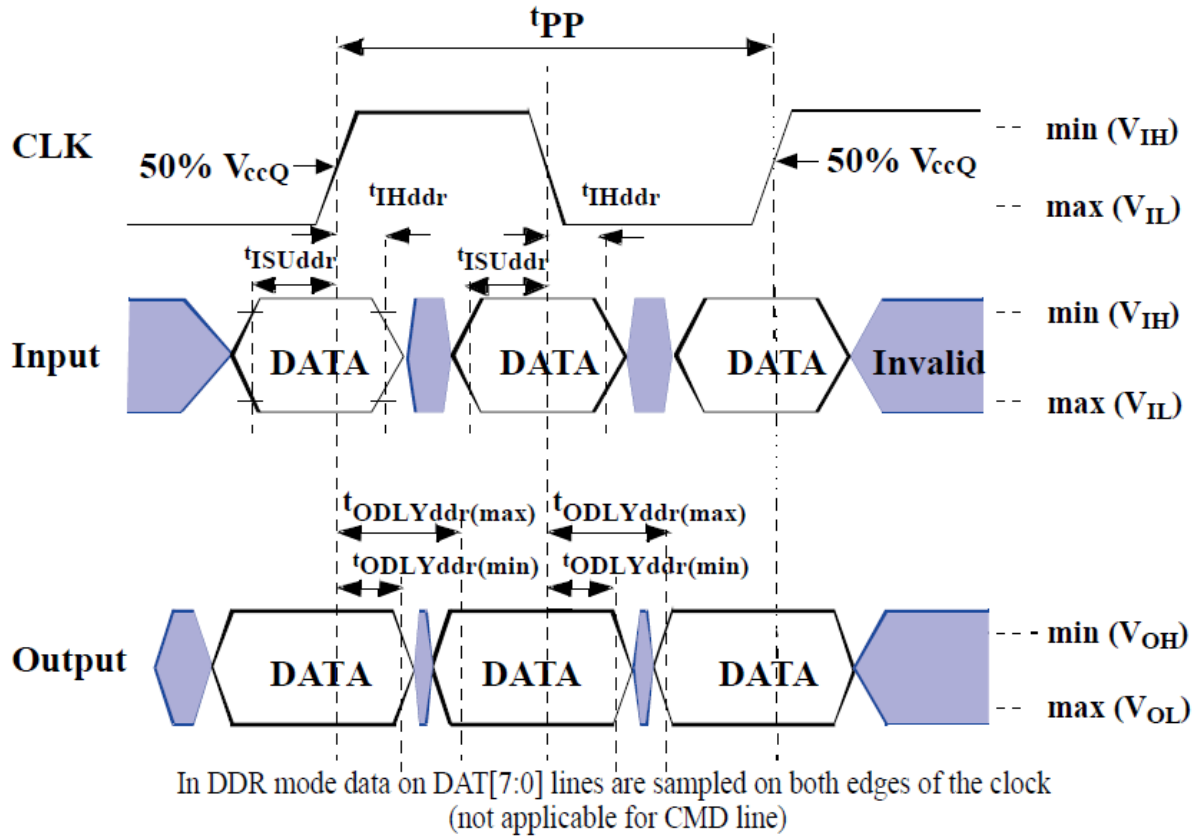 tPP
CLK
50% VccQ
50% VccQ
min (VIH)
max (VIL)
tIHddr
tIHddr
tISUddr
tISUddr
Input
DATA
DATA
DATA
Invalid
min (VIH)
max (VIL)
tODLYddr(max)
tODLYddr(max)
tODLYddr(min)
tODLYddr(min)
Output
DATA
DATA
DATA
min (VOH)
max (VOL)
In DDR mode data on DAT[7:0] lines are sampled on both edges of the clock
(not applicable for CMD line)